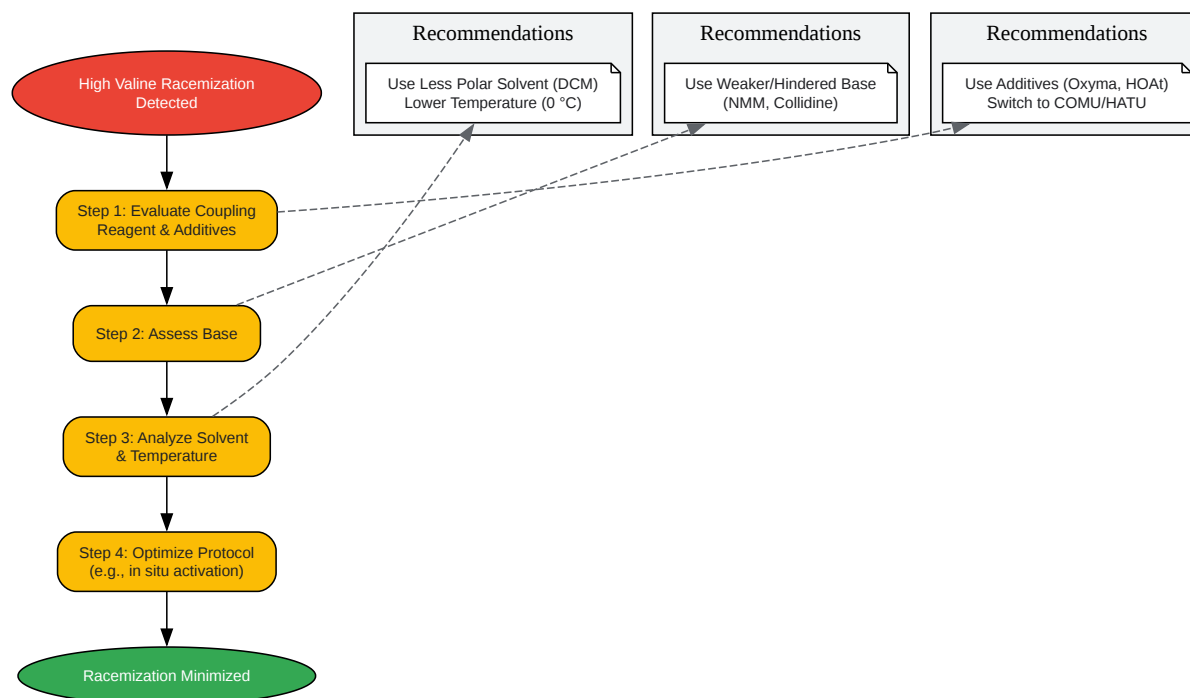 Recommendations
Use Less Polar Solvent (DCM)
Lower Temperature (0 °C)
Recommendations
Use Weaker/Hindered Base
(NMM, Collidine)
Recommendations
Use Additives (Oxyma, HOAt)
Switch to COMU/HATU
High Valine Racemization
Detected
Step 1: Evaluate Coupling
Reagent & Additives
Step 2: Assess Base
Step 3: Analyze Solvent
& Temperature
Step 4: Optimize Protocol
(e.g., in situ activation)
Racemization Minimized